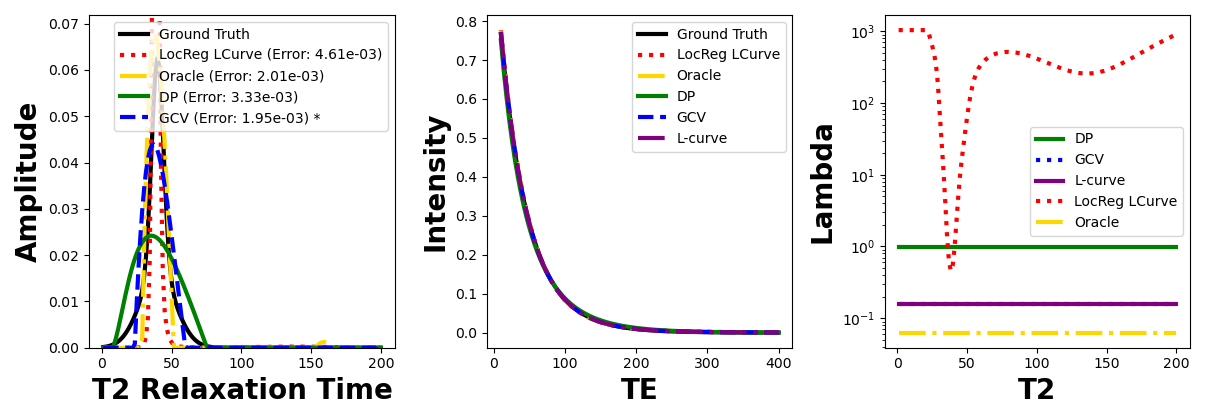 0.07
0.06
0.05
0.04
0.03
0.02
0.01
0.00
Amplitude
0
50
100
150
200
T2 Relaxation Time
Ground Truth
LocReg LCurve (Error: 4.61e-03)
Oracle (Error: 2.01e-03)
DP (Error: 3.33e-03)
GCV (Error: 1.95e-03) *
0.8
0.7
0.6
0.5
0.4
0.3
0.2
0.1
0.0
Intensity
0
100
200
300
400
TE
Ground Truth
LocReg LCurve
Oracle
DP
GCV
L-curve
10³
10²
10¹
10⁰
10⁻¹
Lambda
0
50
100
150
200
T2
DP
GCV
L-curve
LocReg LCurve
Oracle